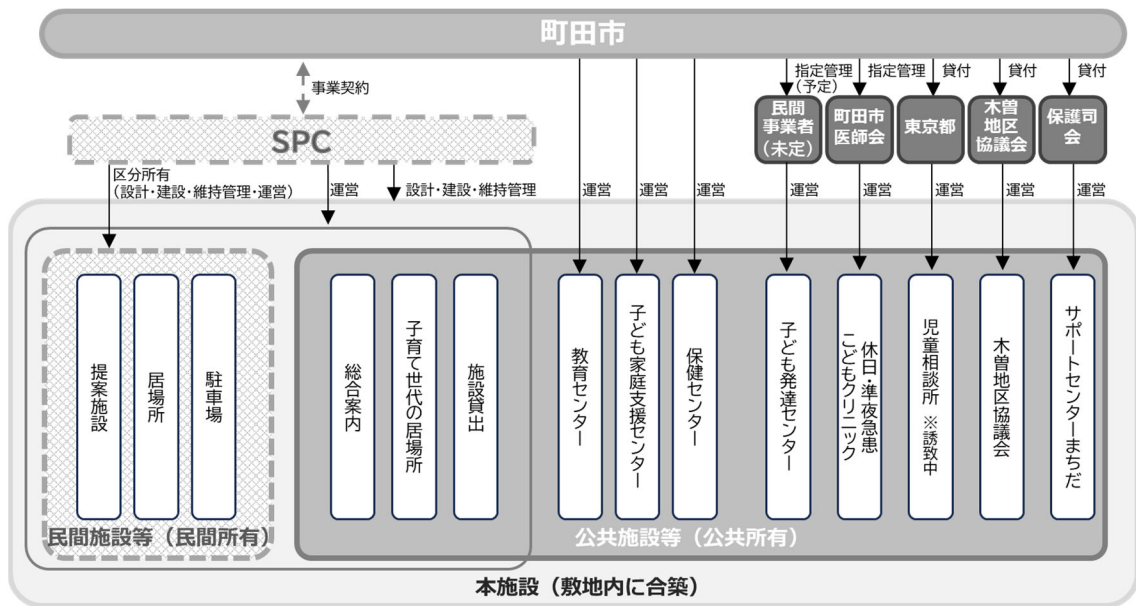 町田市
事業契約
SPC
区分所有
(設計・建設・維持管理・運営)
運営
設計・建設・維持管理
指定管理
(予定)
指定管理
貸付
貸付
貸付
民間
事業者
(未定)
町田市
医師会
東京都
木曽
地区
協議会
保護司
会
運営
運営
運営
運営
運営
運営
運営
運営
提案施設
居場所
駐車場
総合案内
子育て世代の居場所
施設貸出
教育センター
子ども家庭支援センター
保健センター
子ども発達センター
休日・準夜急患
こどもクリニック
児童相談所 ※誘致中
木曽地区協議会
サポートセンターまちだ
民間施設等（民間所有）
公共施設等（公共所有）
本施設（敷地内に合築）